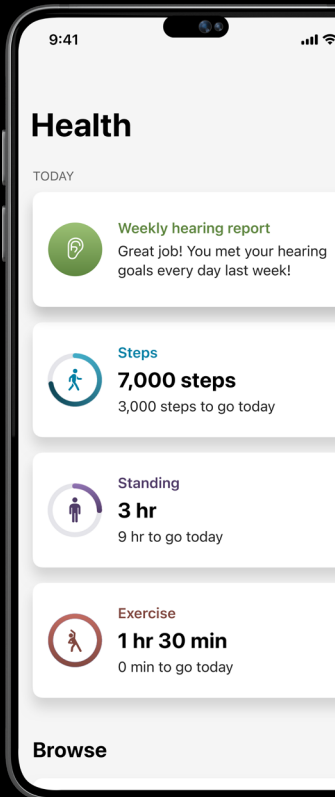 9:41
Health
TODAY
Weekly hearing report
Great job! You met your hearing
goals every day last week!
Steps
7,000 steps
3,000 steps to go today
Standing
3 hr
9 hr to go today
Exercise
1 hr 30 min
0 min to go today
Browse